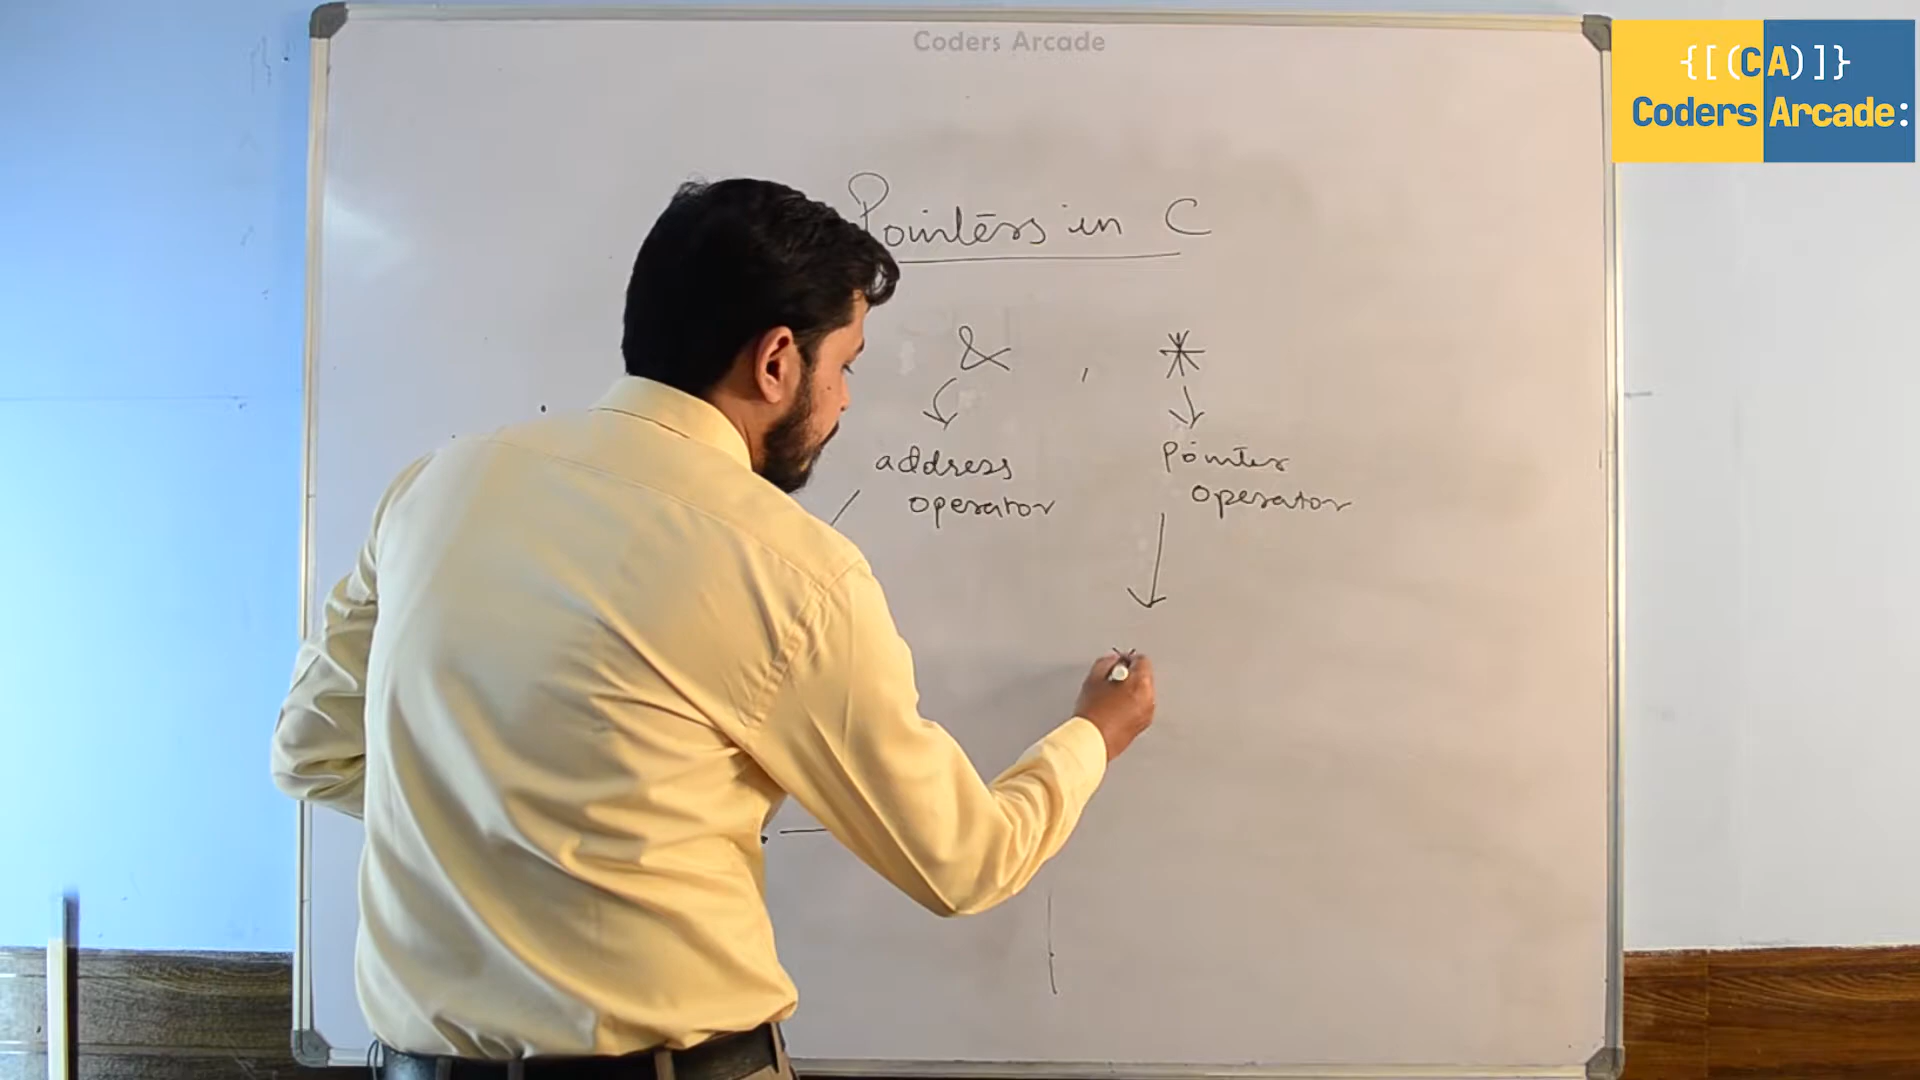 Coders Arcade
{[(CA)]}
Coders Arcade:
Pointers in C
& , *
address pointer
operator operator
*